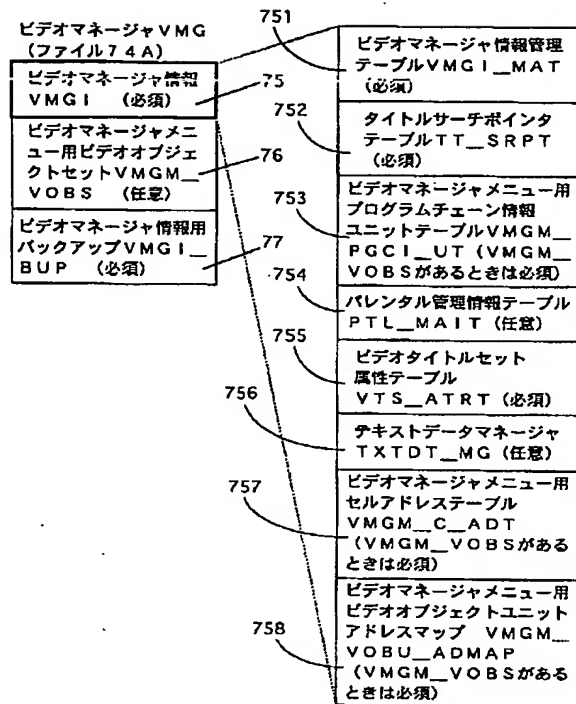 ビデオマネージャVMG
(ファイル74A)
ビデオマネージャ情報
VMGI (必須)
75
ビデオマネージャメニ
ュー用ビデオオブジェ
クトセットVMGM__
VOBS (任意)
76
ビデオマネージャ情報用
バックアップVMGI__
BUP (必須)
77
751
ビデオマネージャ情報管理
テーブルVMGI__MAT
(必須)
752
タイトルサーチポインタ
テーブルTT__SRPT
(必須)
753
ビデオマネージャメニュー用
プログラムチェーン情報
ユニットテーブルVMGM__
PGCI__UT (VMGM__
VOBSがあるときは必須)
754
パレンタル管理情報テーブル
PTL__MAIT (任意)
755
ビデオタイトルセット
属性テーブル
VTS__ATRT (必須)
756
テキストデータマネージャ
TXTDT__MG (任意)
757
ビデオマネージャメニュー用
セルアドレステーブル
VMGM__C__ADT
(VMGM__VOBSがある
ときは必須)
758
ビデオマネージャメニュー用
ビデオオブジェクトユニット
アドレスマップ VMGM__
VOBU__ADMAP
(VMGM__VOBSがある
ときは必須)